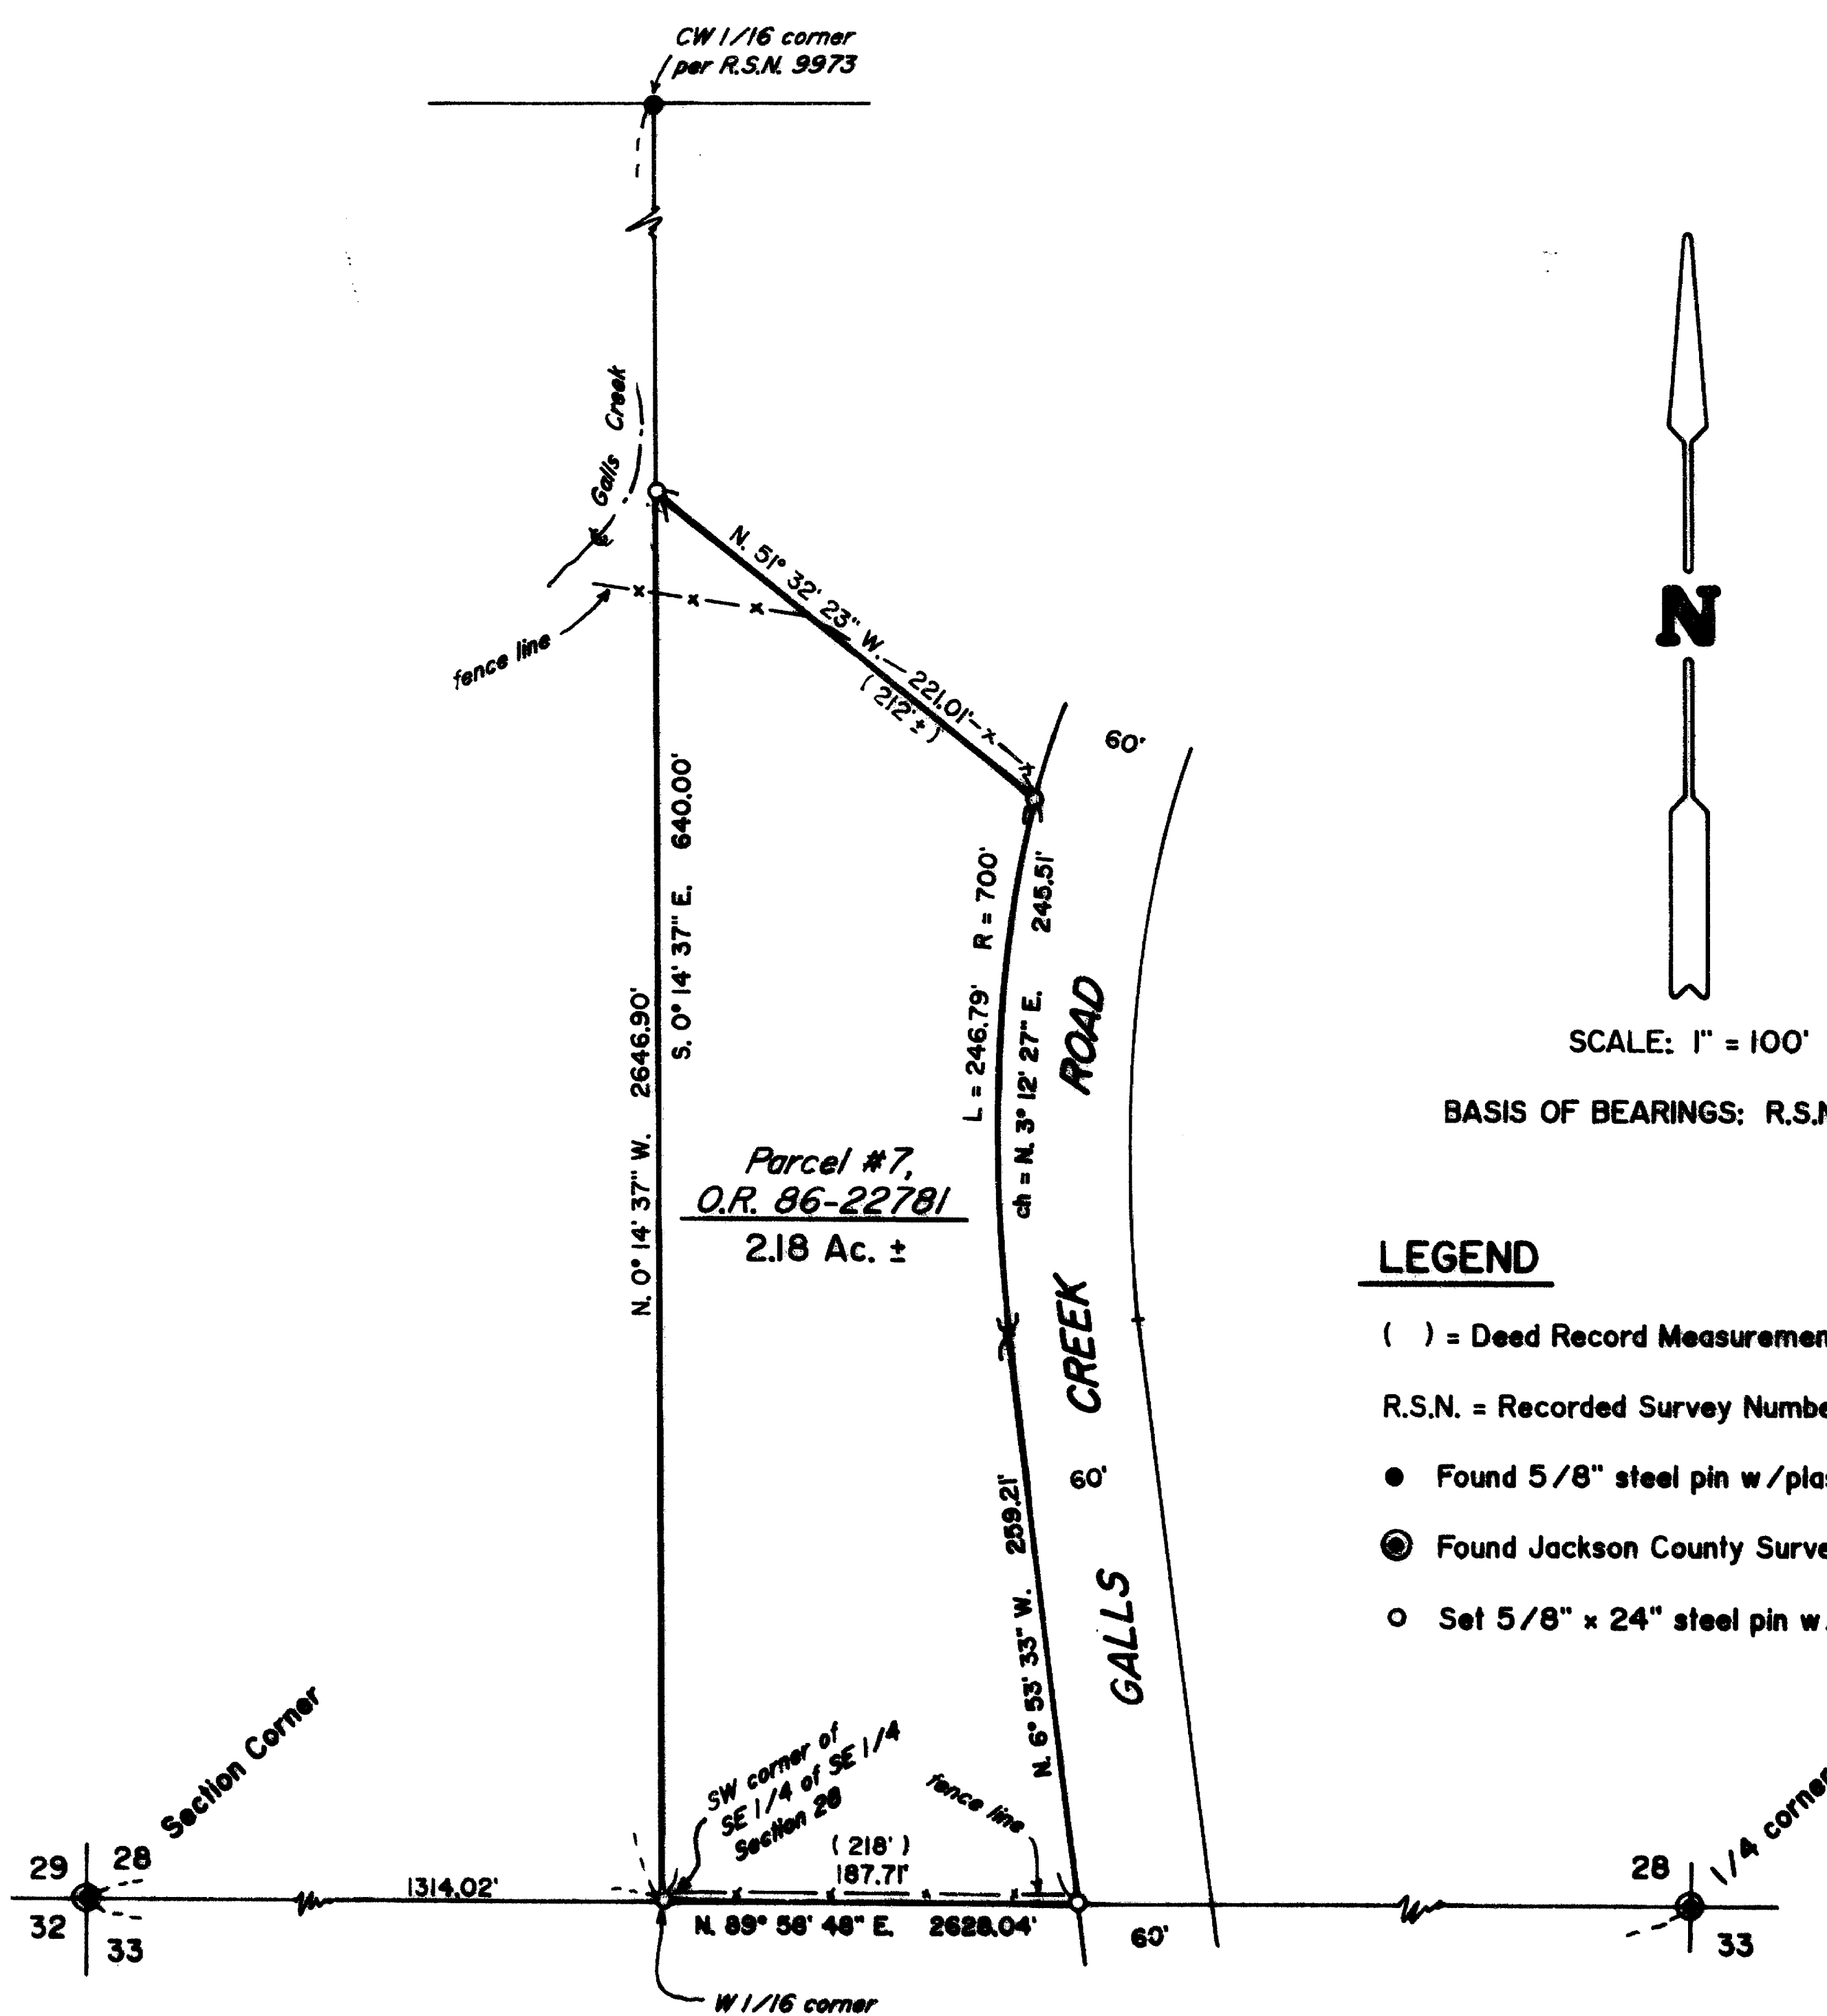 CW 1/16 corner
per R.S.N. 9973
Galls Creek
fence line
N. 51° 32' 23" W. 221.01'
( 212' ± )
60'
N
SCALE: 1" = 100'
BASIS OF BEARINGS: R.S.N
S. 0° 14' 37" E. 640.00'
N. 0° 14' 37" W. 2646.90'
L = 246.79' R = 700'
ch = N. 3° 12' 27" E. 245.51'
Parcel #7,
O.R. 86-22781
2.18 Ac. ±
GALLS CREEK ROAD
60'
N. 6° 53' 33" W. 259.21'
LEGEND
( ) = Deed Record Measuremen
R.S.N. = Recorded Survey Numbe
Found 5/8" steel pin w/plas
Found Jackson County Surve
Set 5/8" x 24" steel pin w.
Section Corner
SW corner of
SE 1/4 of SE 1/4
Section 28
fence line
( 218' )
187.71'
1/4 corner
29 28
32 33
1314.02'
N. 89° 58' 48" E. 2628.04'
60'
28
33
W 1/16 corner